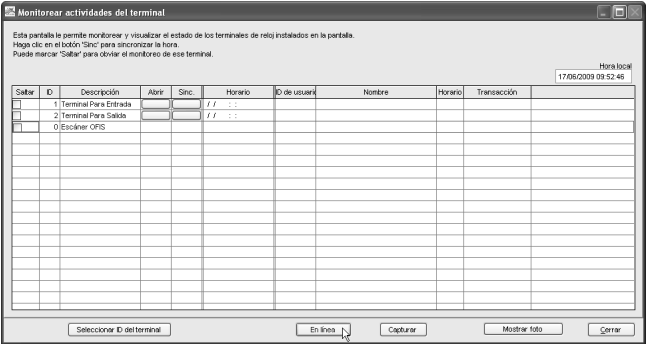 Monitorear actividades del terminal
Esta pantalla le permite monitorear y visualizar el estado de los terminales de reloj instalados en la pantalla.
Haga clic en el botón 'Sinc' para sincronizar la hora.
Puede marcar 'Saltar' para obviar el monitoreo de ese terminal.
Hora local
17/06/2009 09:52:46
Saltar ID Descripción Abrir Sinc. Horario ID de usuario Nombre Horario Transacción
1 Terminal Para Entrada / / : :
2 Terminal Para Salida / / : :
0 Escáner OFIS
Seleccionar ID del terminal En línea Capturar Mostrar foto Cerrar